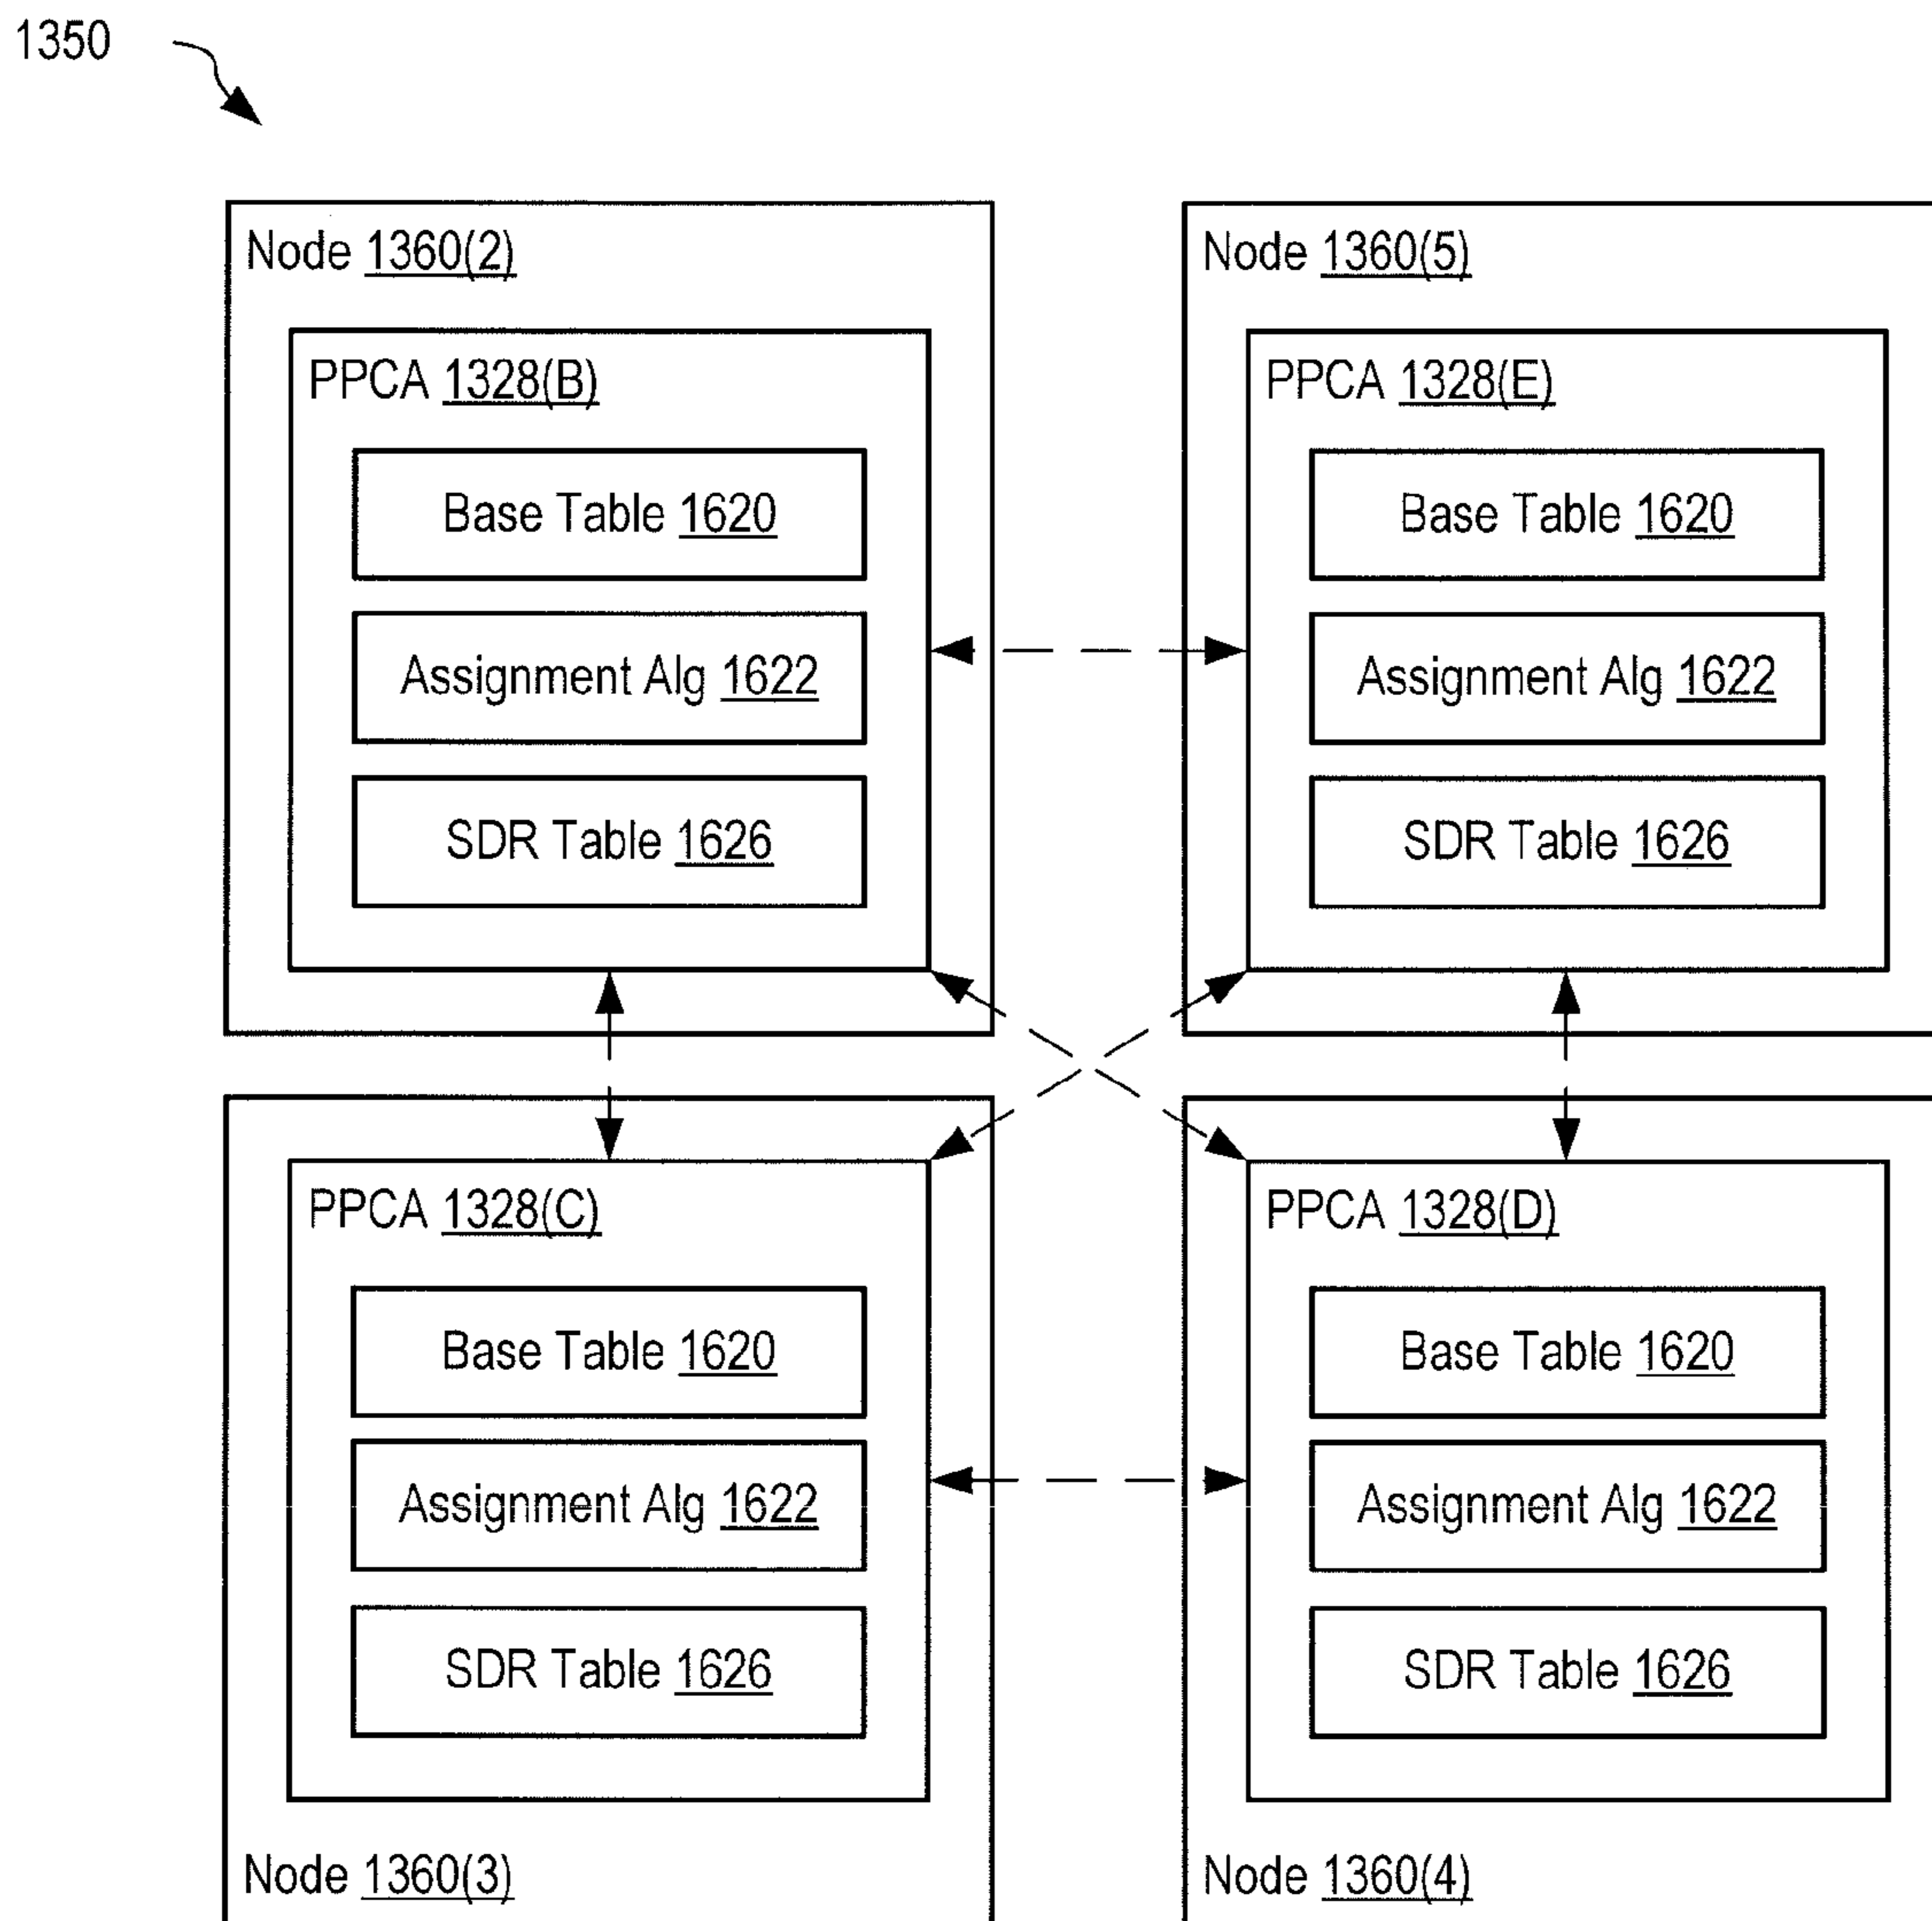 1350
Node 1360(2)
PPCA 1328(B)
Base Table 1620
Assignment Alg 1622
SDR Table 1626
Node 1360(5)
PPCA 1328(E)
Base Table 1620
Assignment Alg 1622
SDR Table 1626
PPCA 1328(C)
Base Table 1620
Assignment Alg 1622
SDR Table 1626
Node 1360(3)
PPCA 1328(D)
Base Table 1620
Assignment Alg 1622
SDR Table 1626
Node 1360(4)